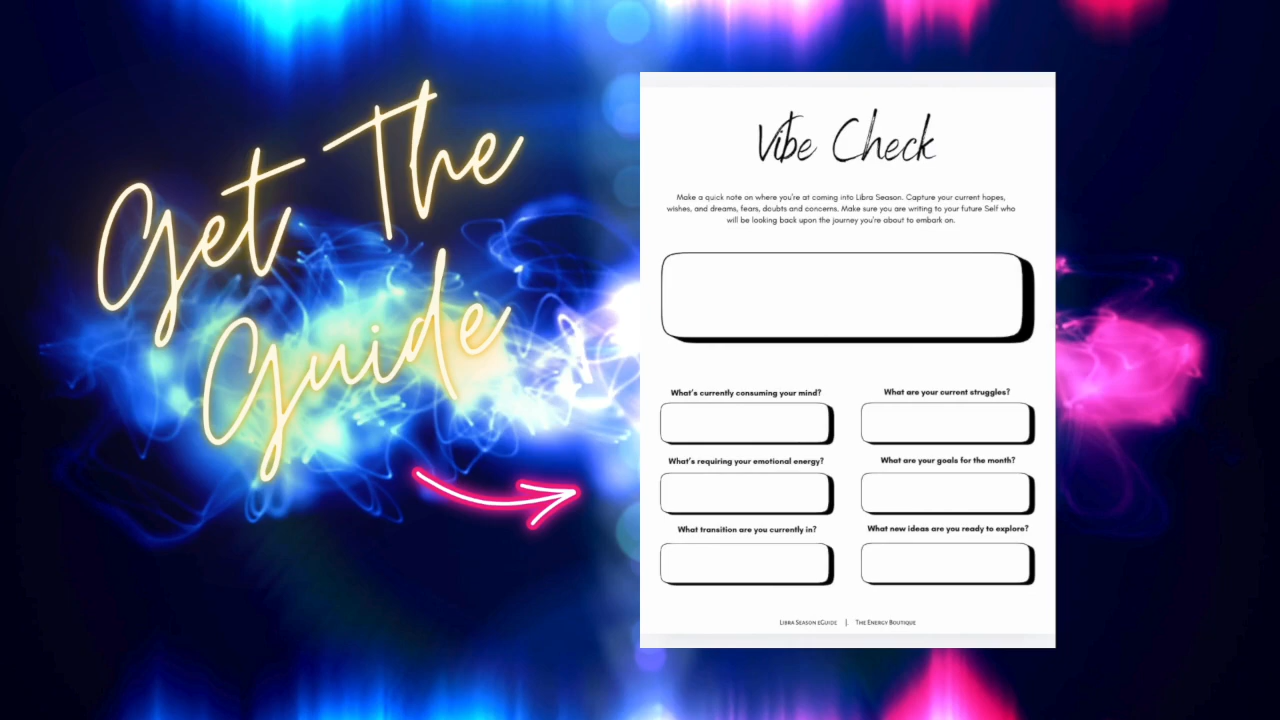 Get The
Guide
Vibe Check
Make a quick note on where you're at coming into Libra Season. Capture your current hopes,
wishes, and dreams, fears, doubts and concerns. Make sure you are writing to your future Self who
will be looking back upon the journey you're about to embark on.
What's currently consuming your mind?
What are your current struggles?
What's requiring your emotional energy?
What are your goals for the month?
What transition are you currently in?
What new ideas are you ready to explore?
Libra Season eGuide | The Energy Boutique